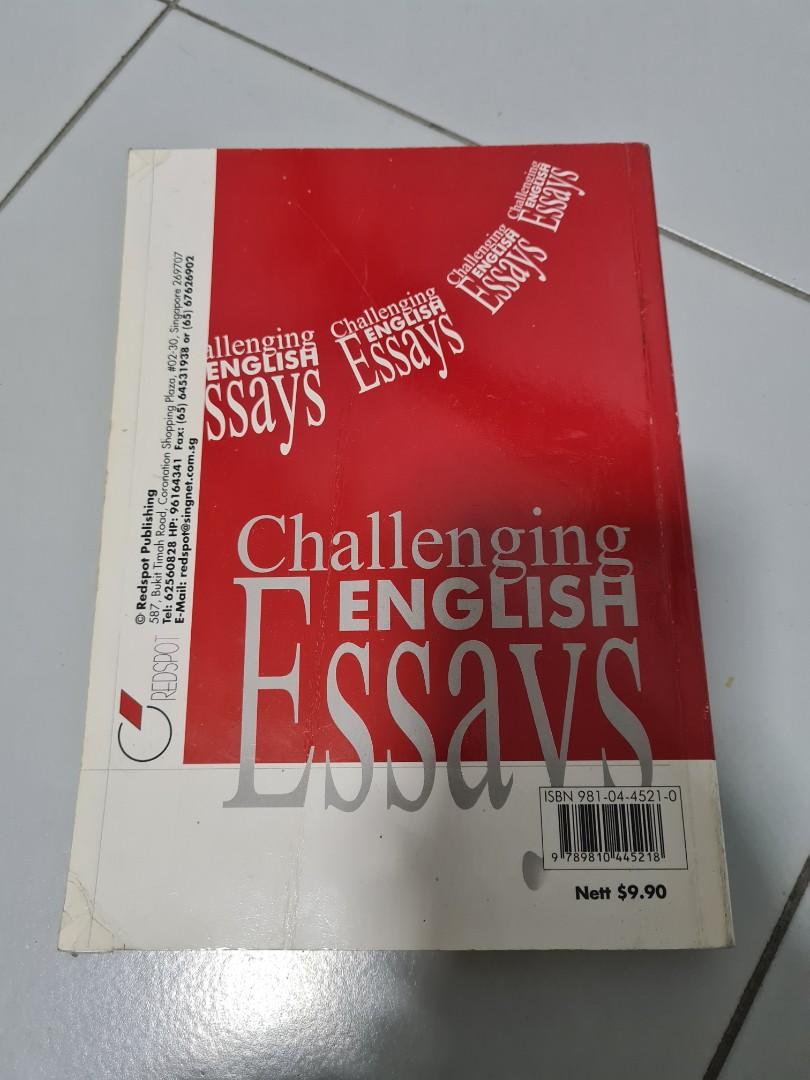 Challenging
ENGLISH
Essays
Challenging
ENGLISH
Essays
Challenging
ENGLISH
Essays
allenging
ENGLISH
ssays
© Redspot Publishing
587, Bukit Timah Road, Coronation Shopping Plaza, #02-30, Singapore 269707
Tel: 62560828 HP: 96164341 Fax: (65) 64531938 or (65) 67626902
E-Mail: redspot@singnet.com.sg
REDSPOT
Challenging
ENGLISH
Essays
ISBN 981-04-4521-0
9 789810 445218
Nett $9.90